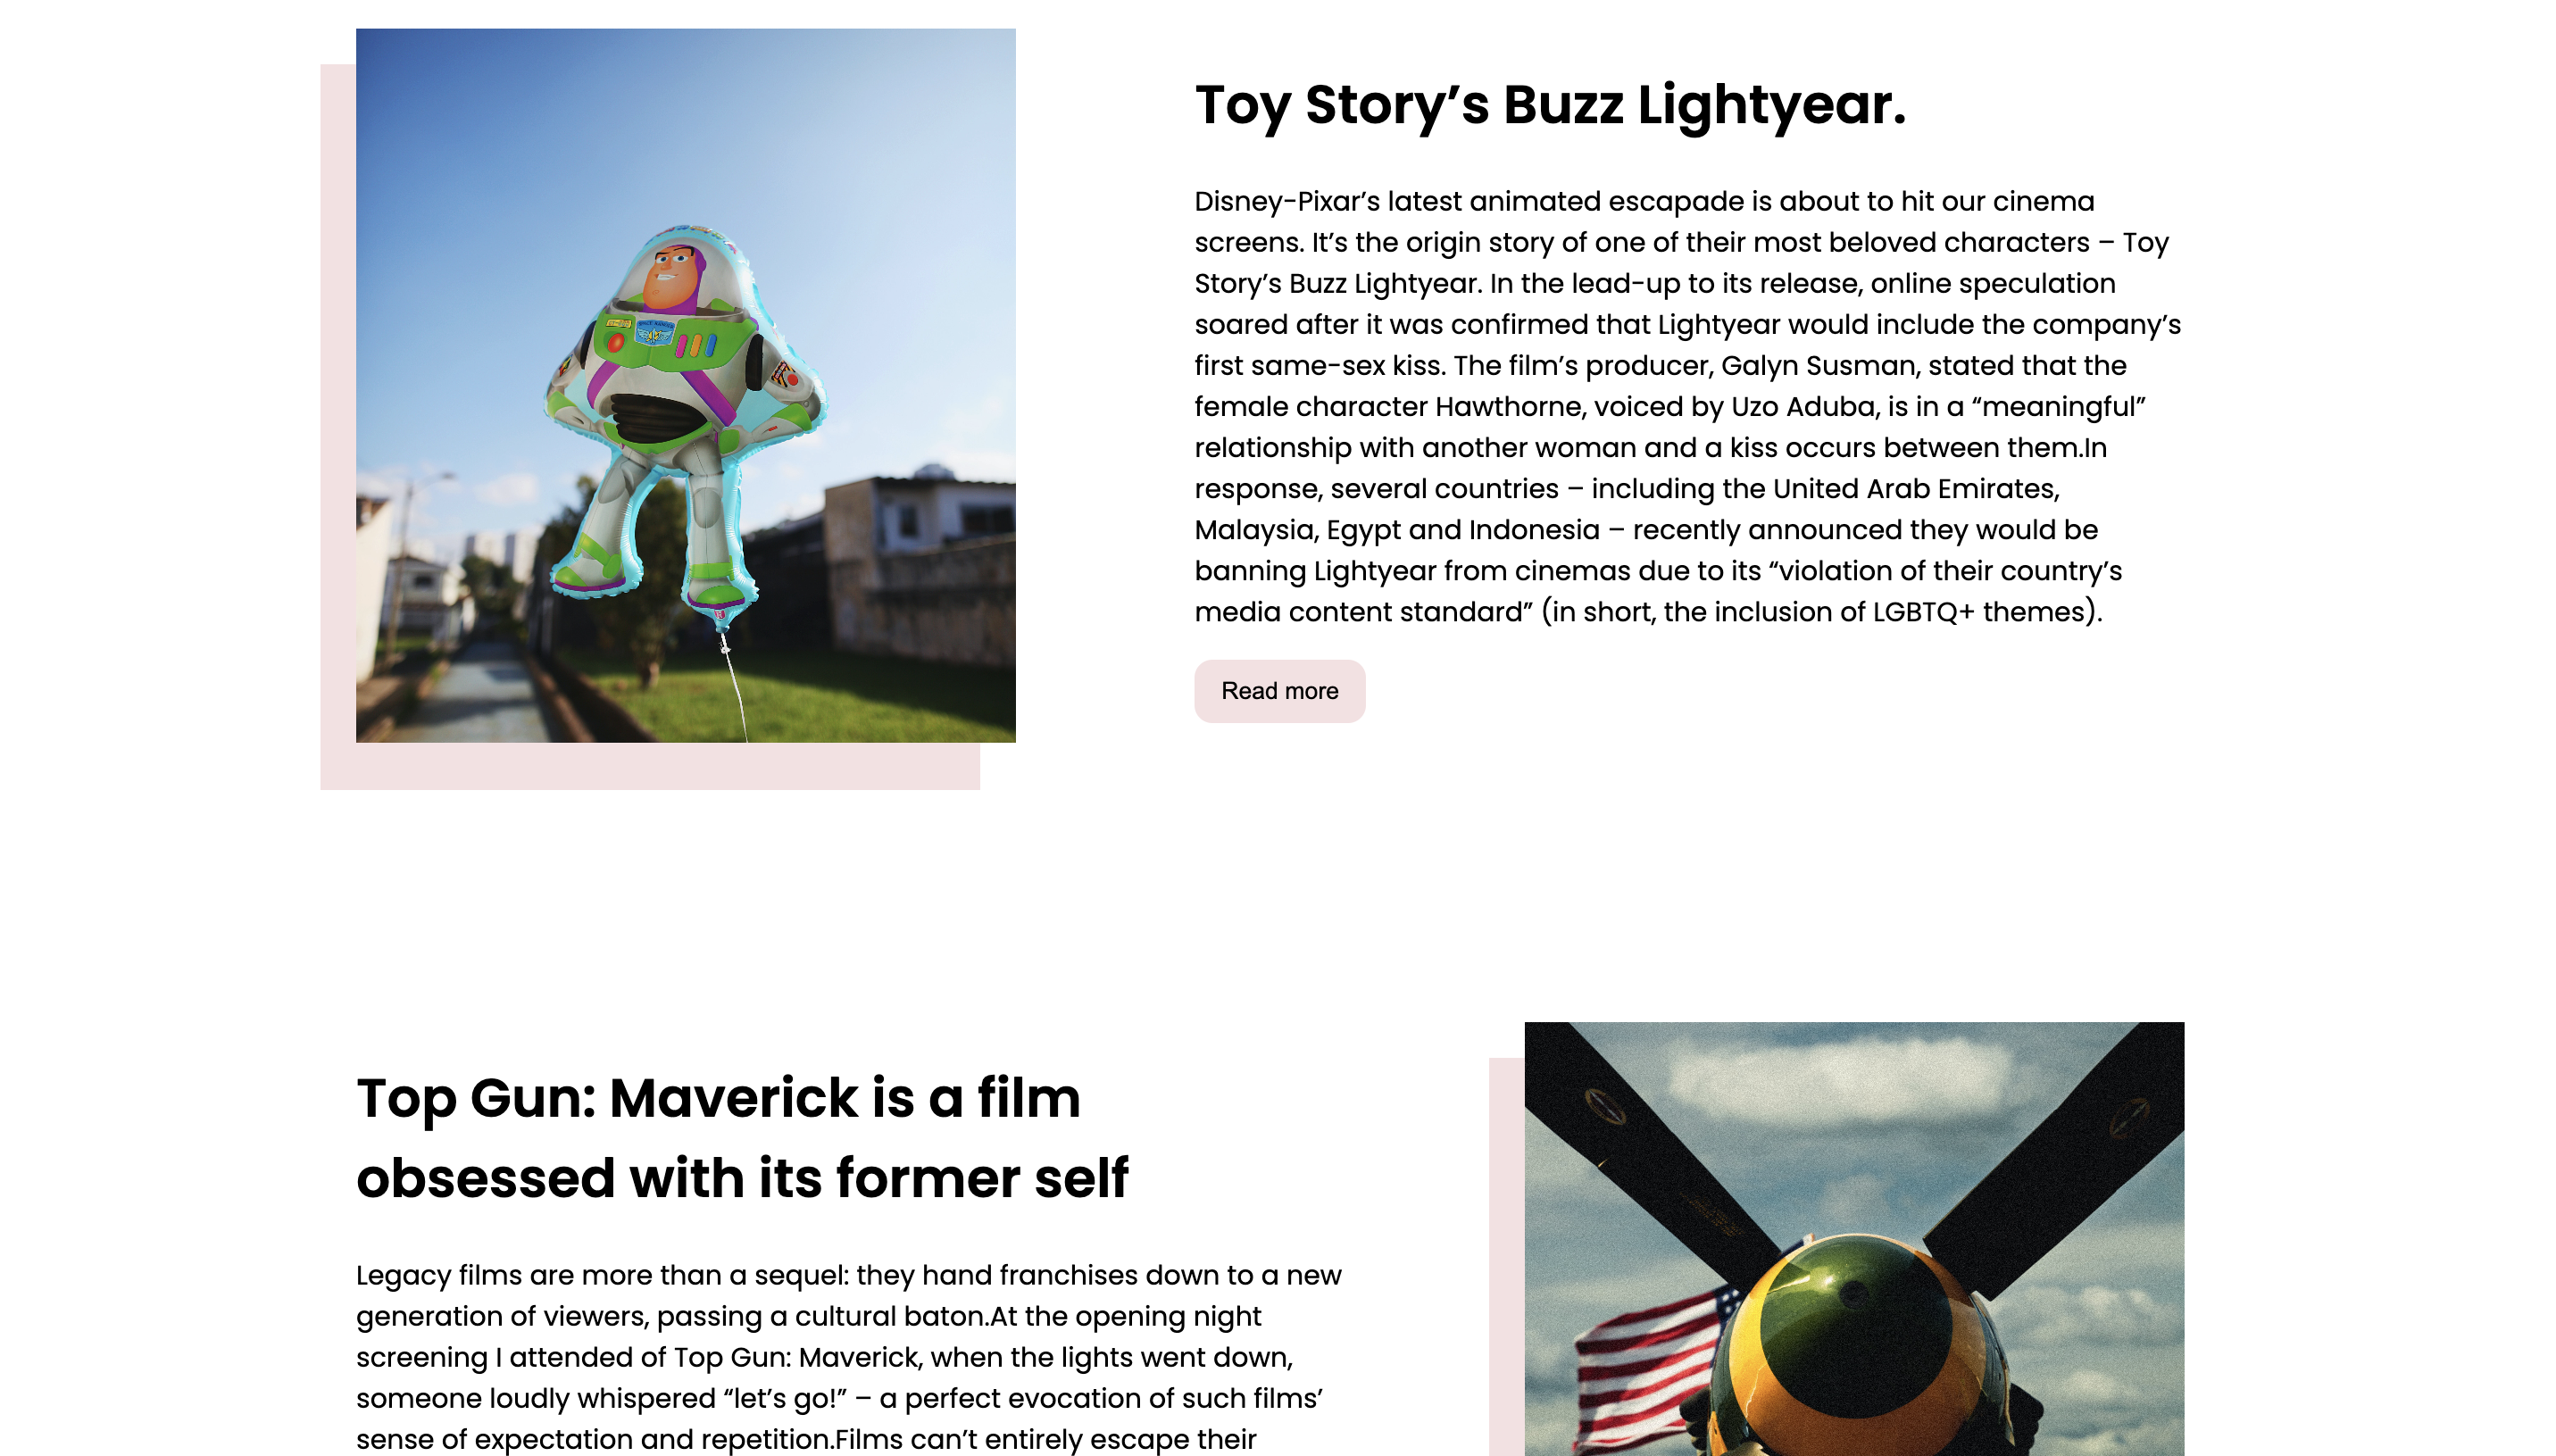 Toy Story’s Buzz Lightyear.
Disney-Pixar’s latest animated escapade is about to hit our cinema
screens. It’s the origin story of one of their most beloved characters – Toy
Story’s Buzz Lightyear. In the lead-up to its release, online speculation
soared after it was confirmed that Lightyear would include the company’s
first same-sex kiss. The film’s producer, Galyn Susman, stated that the
female character Hawthorne, voiced by Uzo Aduba, is in a “meaningful”
relationship with another woman and a kiss occurs between them.In
response, several countries – including the United Arab Emirates,
Malaysia, Egypt and Indonesia – recently announced they would be
banning Lightyear from cinemas due to its “violation of their country’s
media content standard” (in short, the inclusion of LGBTQ+ themes).
Read more
Top Gun: Maverick is a film
obsessed with its former self
Legacy films are more than a sequel: they hand franchises down to a new
generation of viewers, passing a cultural baton.At the opening night
screening I attended of Top Gun: Maverick, when the lights went down,
someone loudly whispered “let’s go!” – a perfect evocation of such films’
sense of expectation and repetition.Films can’t entirely escape their